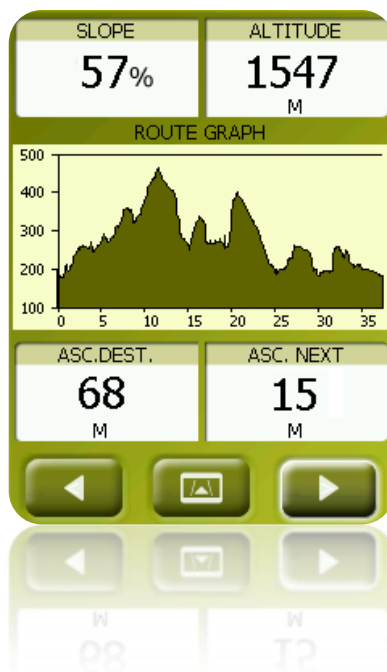 SLOPE ALTITUDE
57% 1547
M
ROUTE GRAPH
500
400
300
200
100
0 5 10 15 20 25 30 35
ASC.DEST. ASC. NEXT
68 15
M M